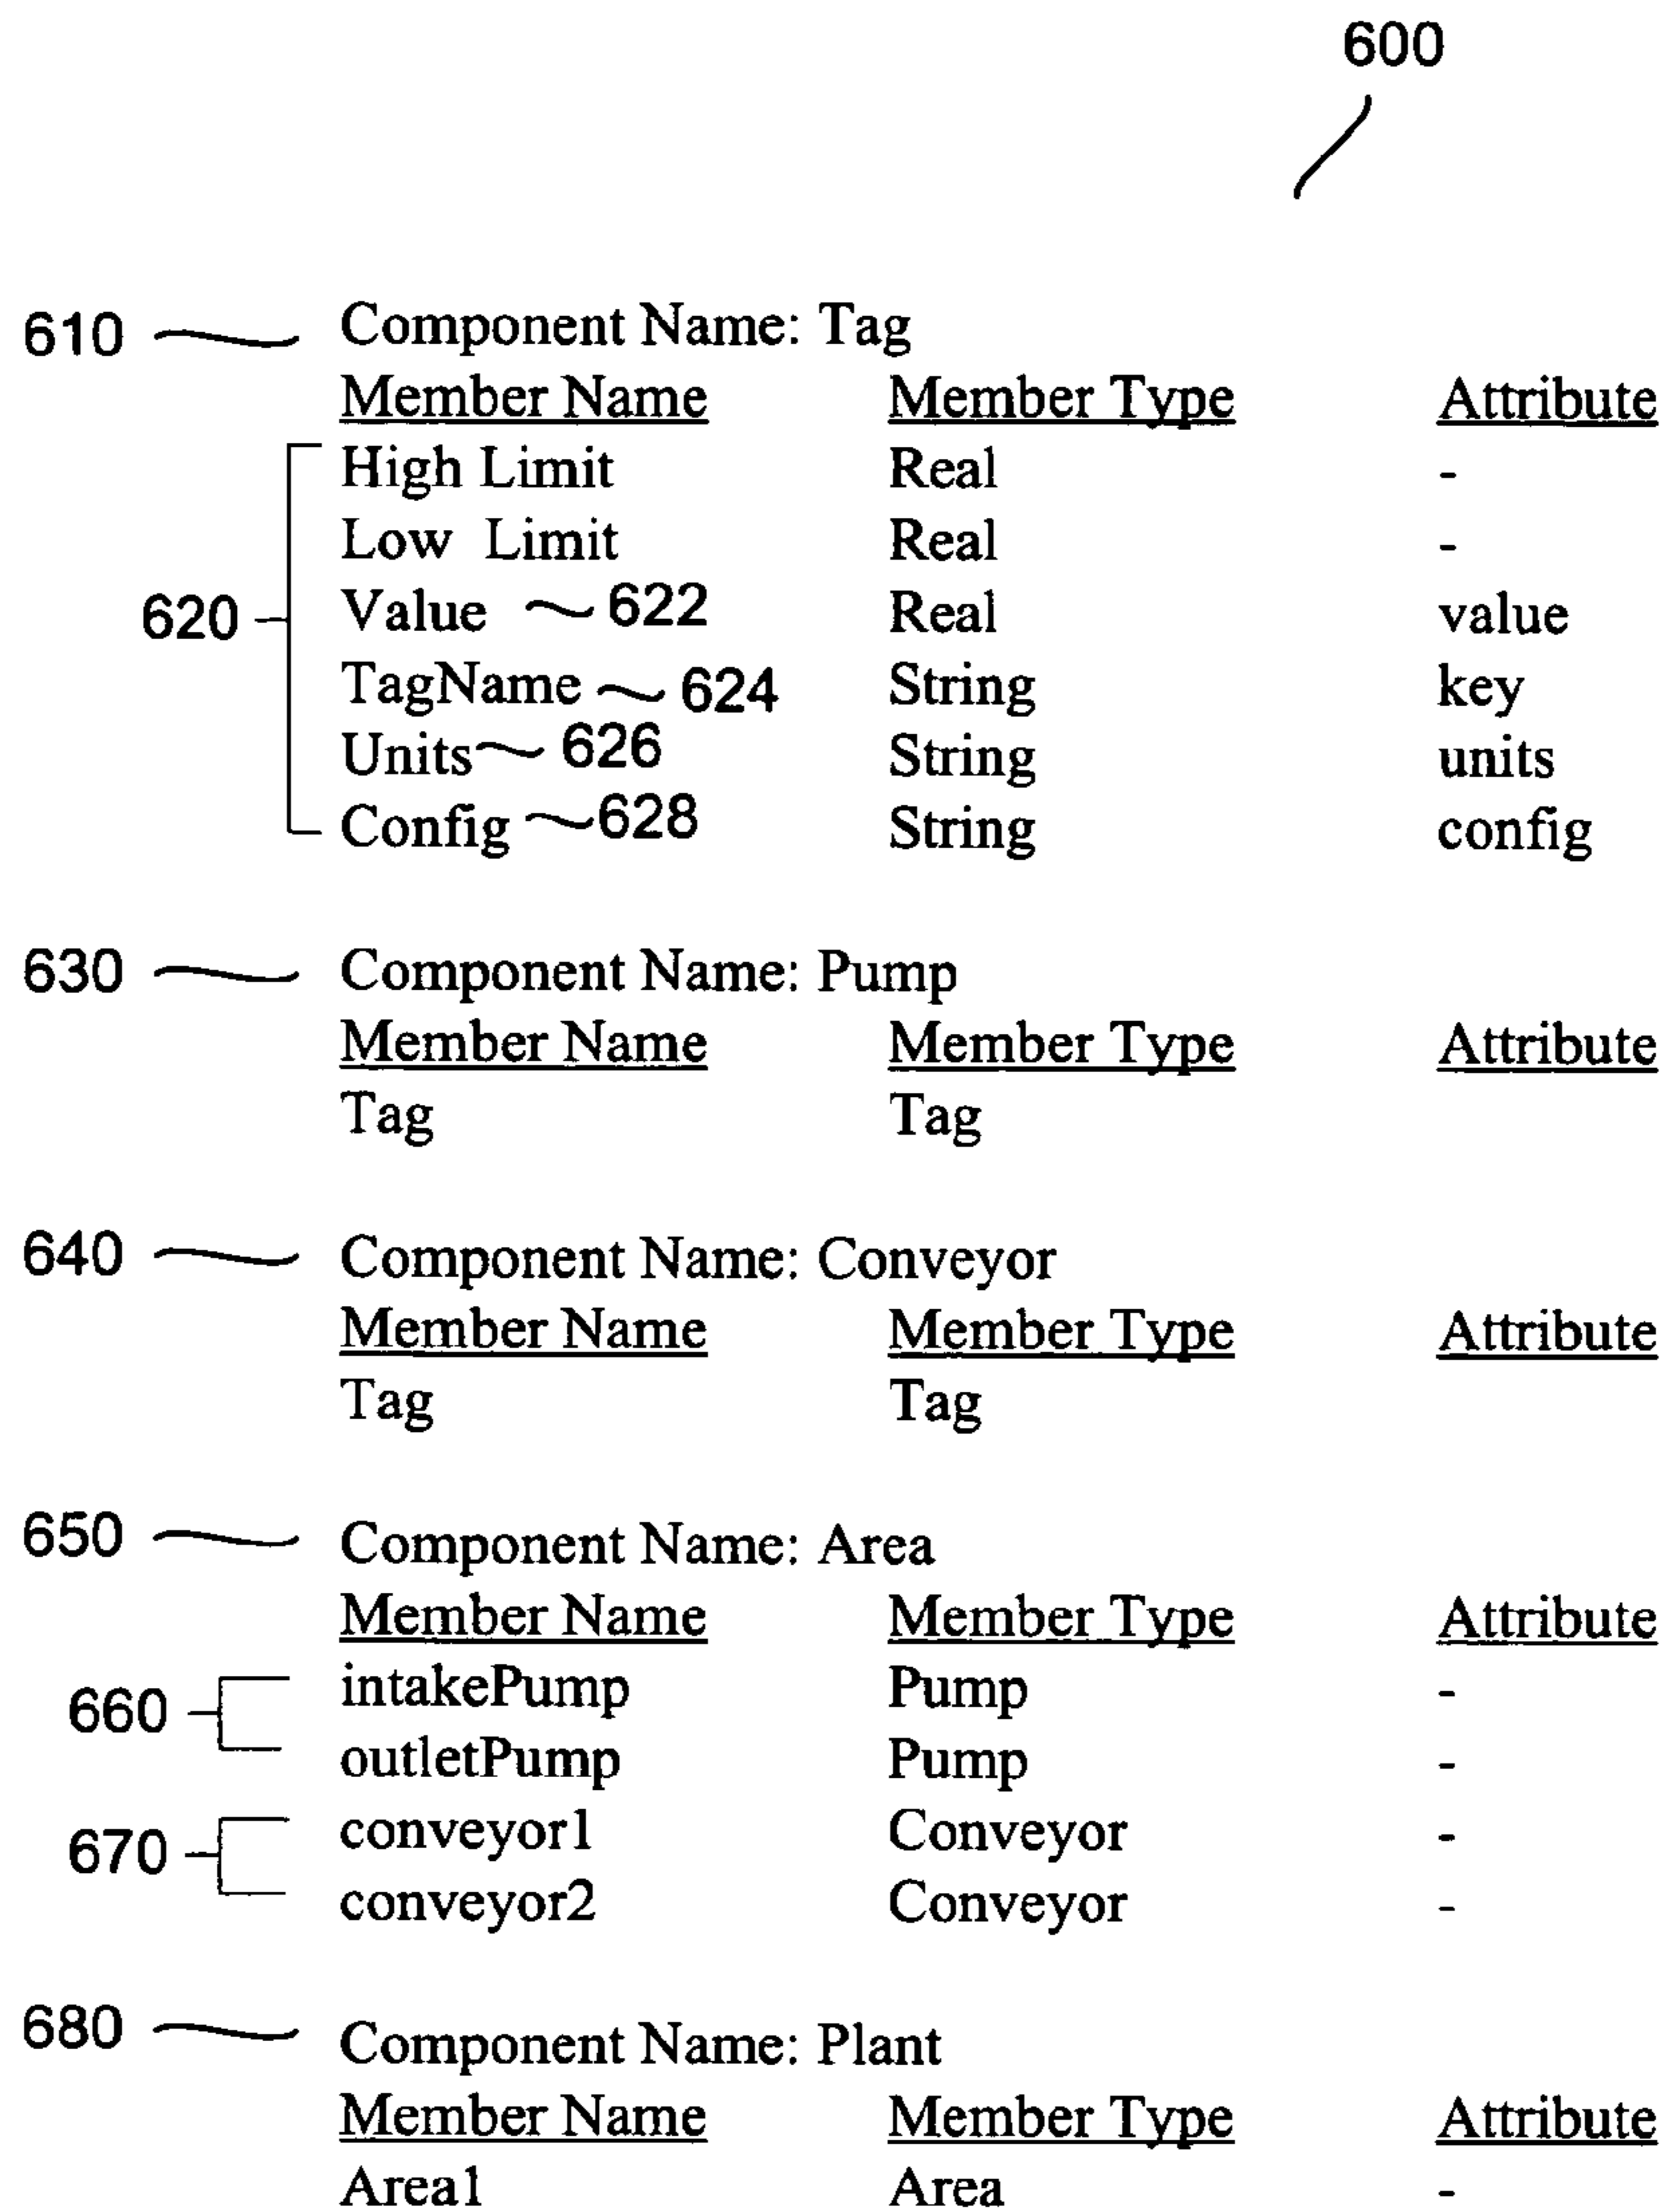 600
610 Component Name: Tag
Member Name Member Type Attribute
High Limit Real -
Low Limit Real -
620 Value 622 Real value
TagName 624 String key
Units 626 String units
Config 628 String config
630 Component Name: Pump
Member Name Member Type Attribute
Tag Tag
640 Component Name: Conveyor
Member Name Member Type Attribute
Tag Tag
650 Component Name: Area
Member Name Member Type Attribute
660 intakePump Pump -
outletPump Pump -
670 conveyor1 Conveyor -
conveyor2 Conveyor -
680 Component Name: Plant
Member Name Member Type Attribute
Area1 Area -